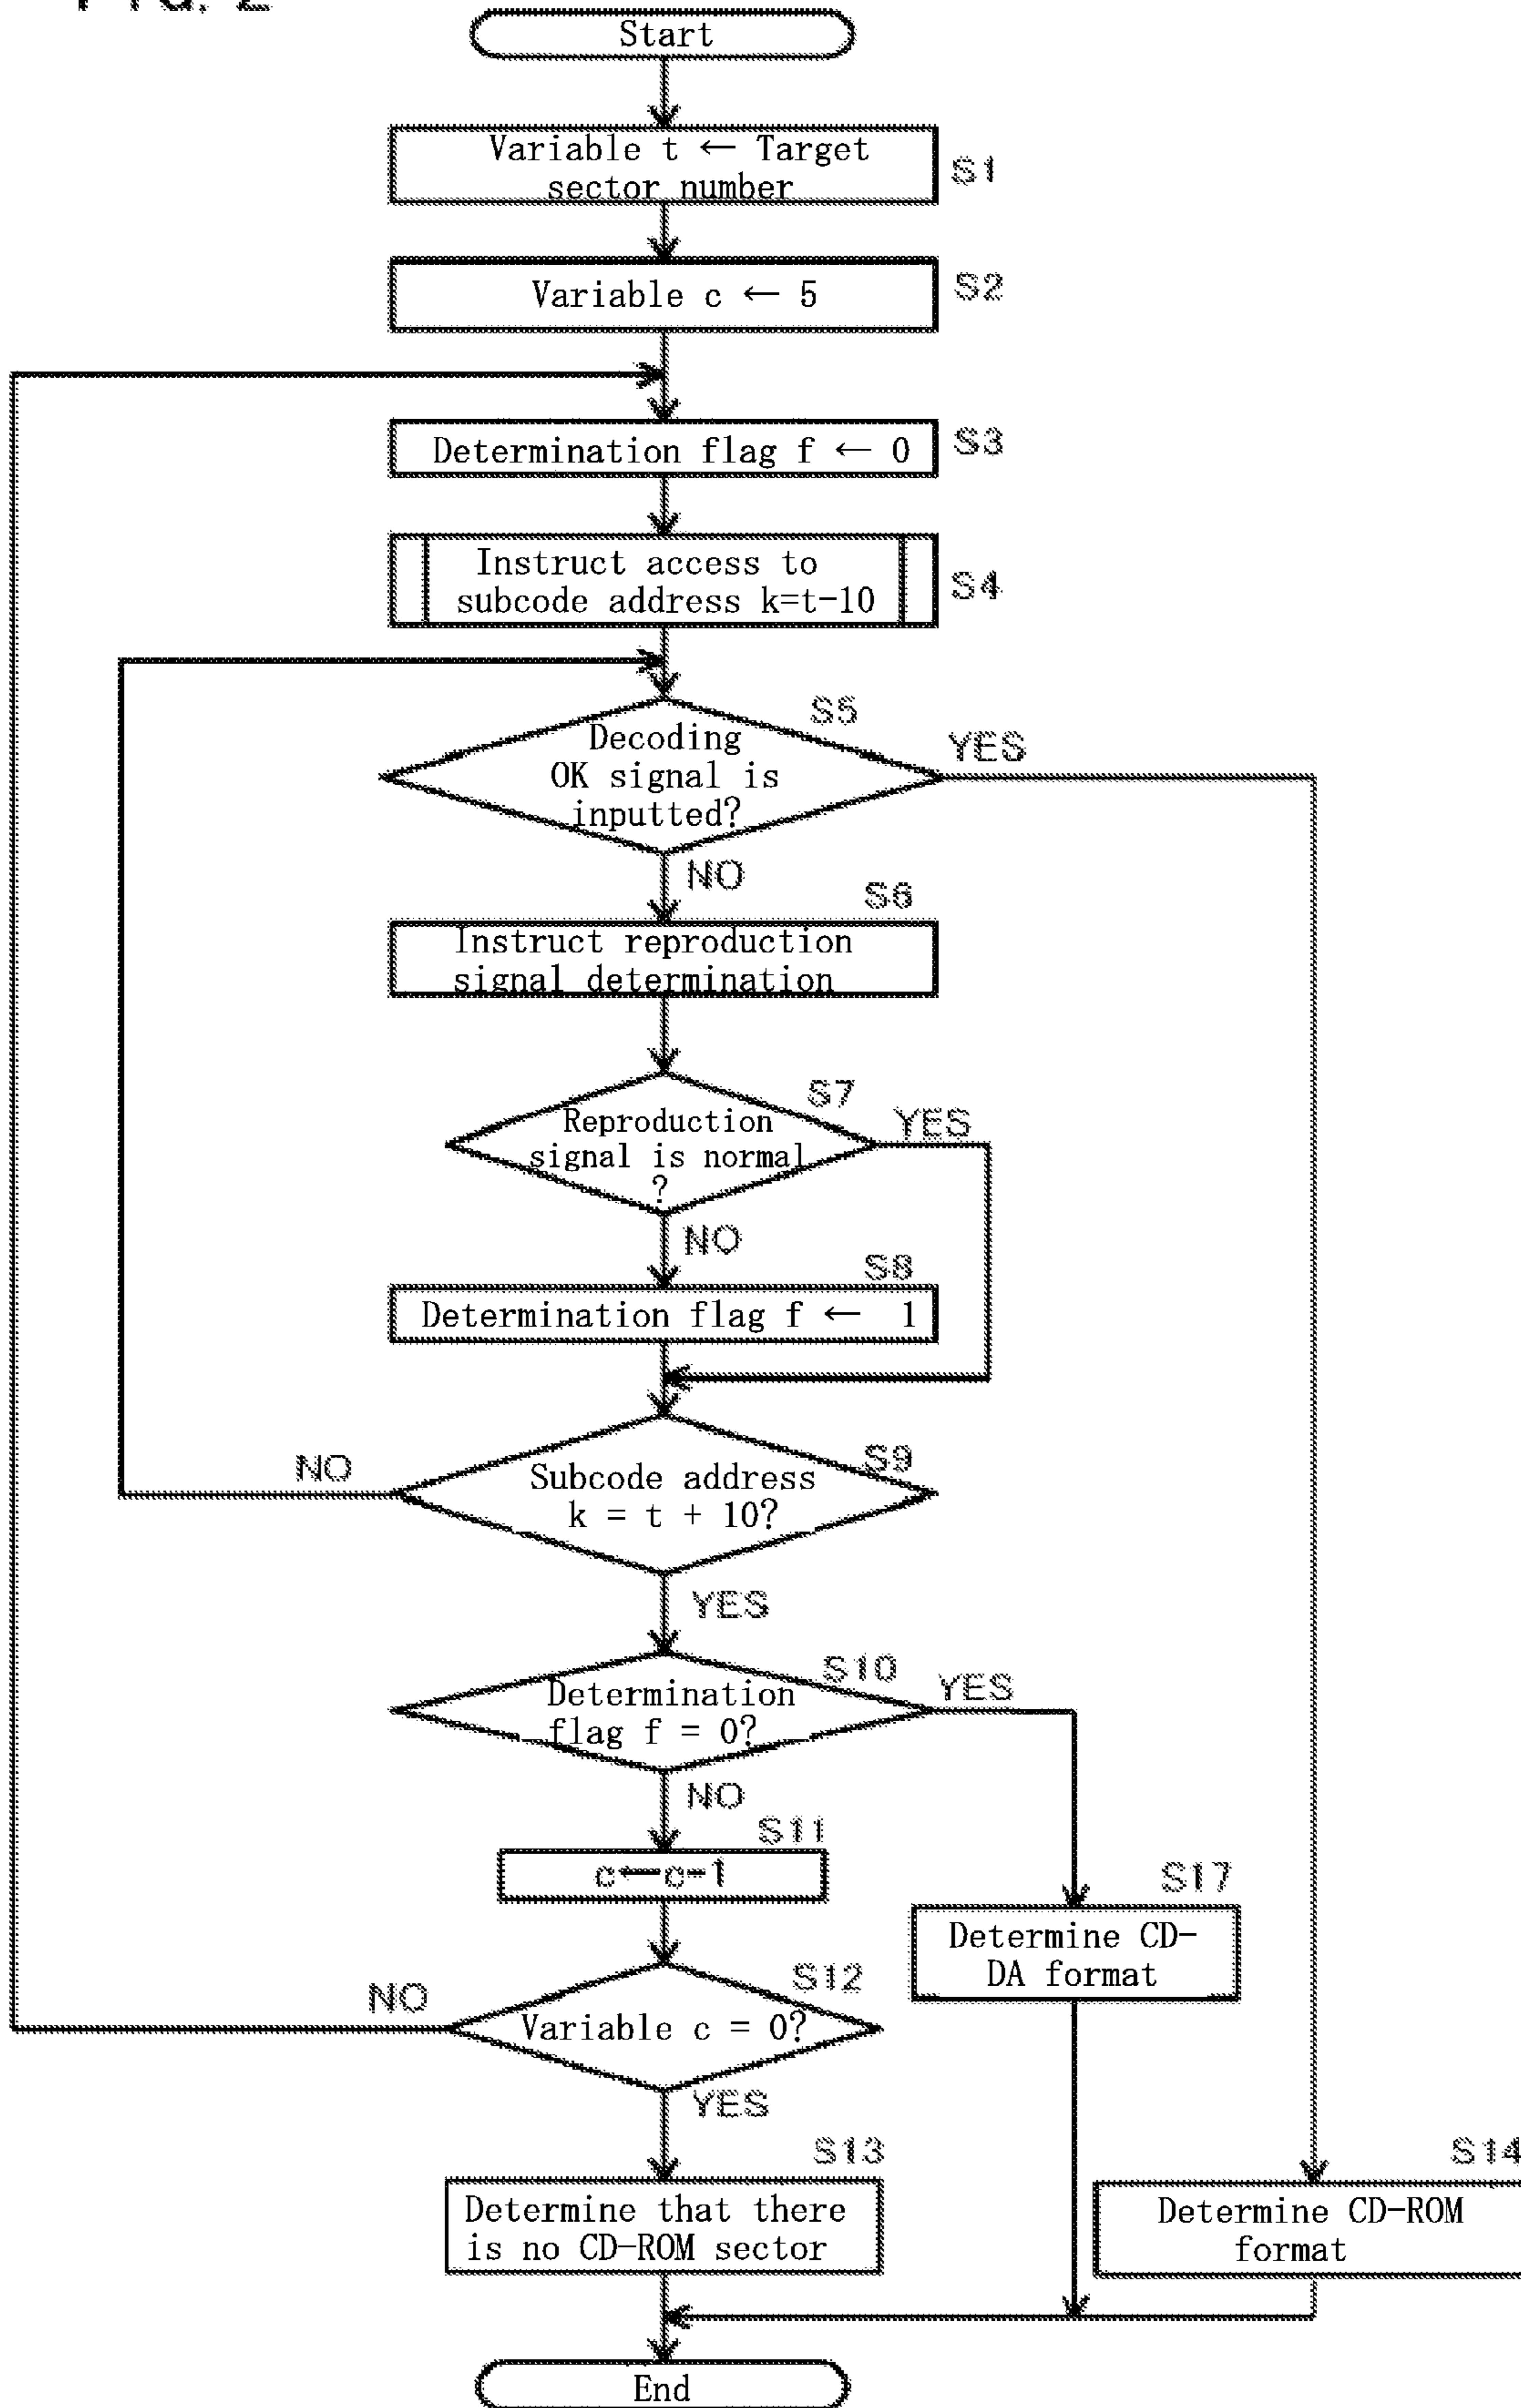 FIG. 2
Start
Variable t ← Target
sector number
S1
Variable c ← 5
S2
Determination flag f ← 0
S3
Instruct access to
subcode address k=t-10
S4
S5
Decoding
OK signal is
inputted?
YES
NO
S6
Instruct reproduction
signal determination
S7
Reproduction
signal is normal
?
YES
NO
S8
Determination flag f ← 1
S9
Subcode address
k = t + 10?
NO
YES
S10
Determination
flag f = 0?
YES
NO
S11
c←c-1
S17
Determine CD-
DA format
S12
Variable c = 0?
NO
YES
S13
Determine that there
is no CD-ROM sector
S14
Determine CD-ROM
format
End